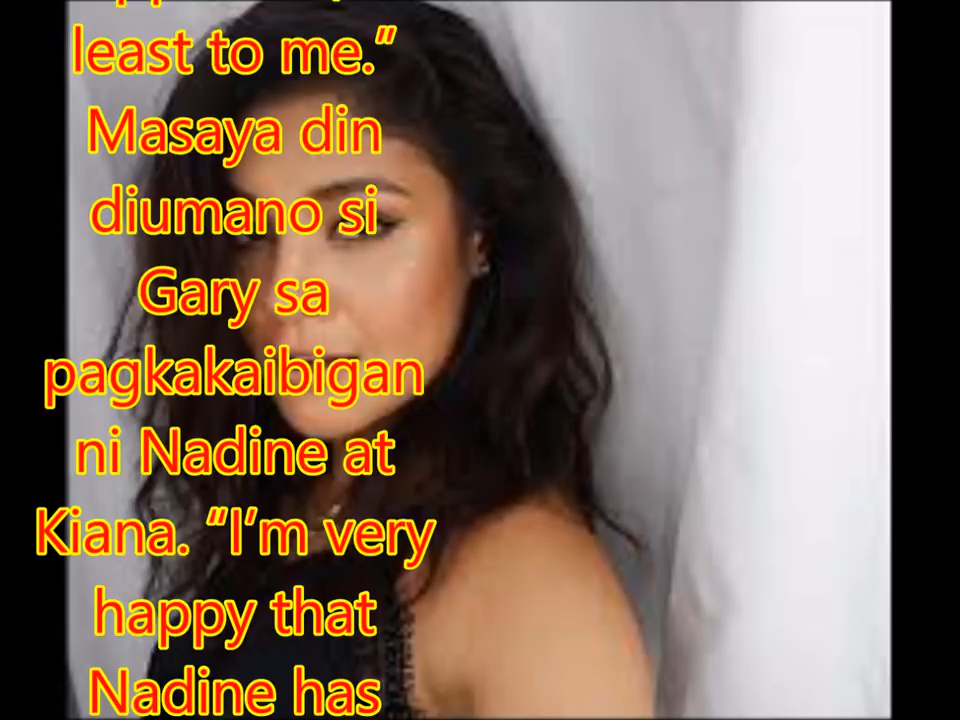 least to me.”
Masaya din
diumano si
Gary sa
pagkakaibigan
ni Nadine at
Kiana. “I’m very
happy that
Nadine has